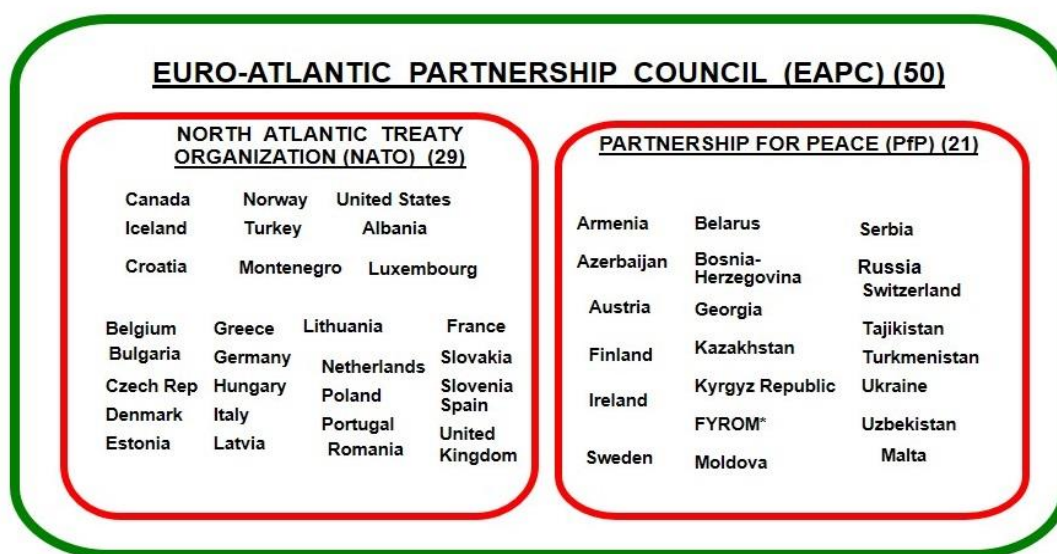 EURO-ATLANTIC PARTNERSHIP COUNCIL (EAPC) (50)
NORTH ATLANTIC TREATY
ORGANIZATION (NATO) (29)
Canada Norway United States
Iceland Turkey Albania
Croatia Montenegro Luxembourg
Belgium Greece Lithuania France
Bulgaria Germany Netherlands Slovakia
Czech Rep Hungary Poland Slovenia
Spain
Denmark Italy Portugal United
Kingdom
Estonia Latvia Romania
PARTNERSHIP FOR PEACE (PfP) (21)
Armenia Belarus Serbia
Azerbaijan Bosnia-
Herzegovina Russia
Switzerland
Austria Georgia Tajikistan
Finland Kazakhstan Turkmenistan
Ireland Kyrgyz Republic Ukraine
FYROM* Uzbekistan
Sweden Moldova Malta